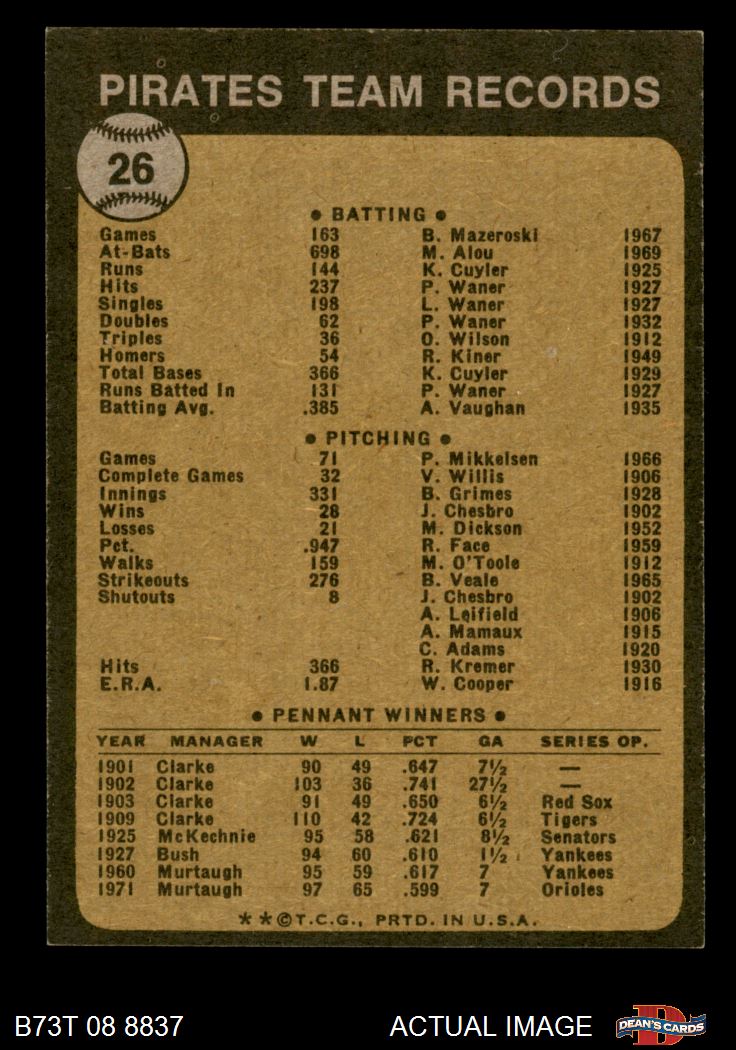 PIRATES TEAM RECORDS
26
• BATTING •
Games 163 B. Mazeroski 1967
At-Bats 698 M. Alou 1969
Runs 144 K. Cuyler 1925
Hits 237 P. Waner 1927
Singles 198 L. Waner 1927
Doubles 62 P. Waner 1932
Triples 36 O. Wilson 1912
Homers 54 R. Kiner 1949
Total Bases 366 K. Cuyler 1929
Runs Batted In 131 P. Waner 1927
Batting Avg. .385 A. Vaughan 1935
• PITCHING •
Games 71 P. Mikkelsen 1966
Complete Games 32 V. Willis 1906
Innings 331 B. Grimes 1928
Wins 28 J. Chesbro 1902
Losses 21 M. Dickson 1952
Pct. .947 R. Face 1959
Walks 159 M. O'Toole 1912
Strikeouts 276 B. Veale 1965
Shutouts 8 J. Chesbro 1902
A. Leifield 1906
A. Mamaux 1915
C. Adams 1920
Hits 366 R. Kremer 1930
E.R.A. 1.87 W. Cooper 1916
• PENNANT WINNERS •
YEAR MANAGER W L PCT GA SERIES OP.
1901 Clarke 90 49 .647 7½ —
1902 Clarke 103 36 .741 27½ —
1903 Clarke 91 49 .650 6½ Red Sox
1909 Clarke 110 42 .724 6½ Tigers
1925 McKechnie 95 58 .621 8½ Senators
1927 Bush 94 60 .610 1½ Yankees
1960 Murtaugh 95 59 .617 7 Yankees
1971 Murtaugh 97 65 .599 7 Orioles
**©T.C.G., PRTD. IN U.S.A.
B73T 08 8837 ACTUAL IMAGE D DEAN'S CARDS